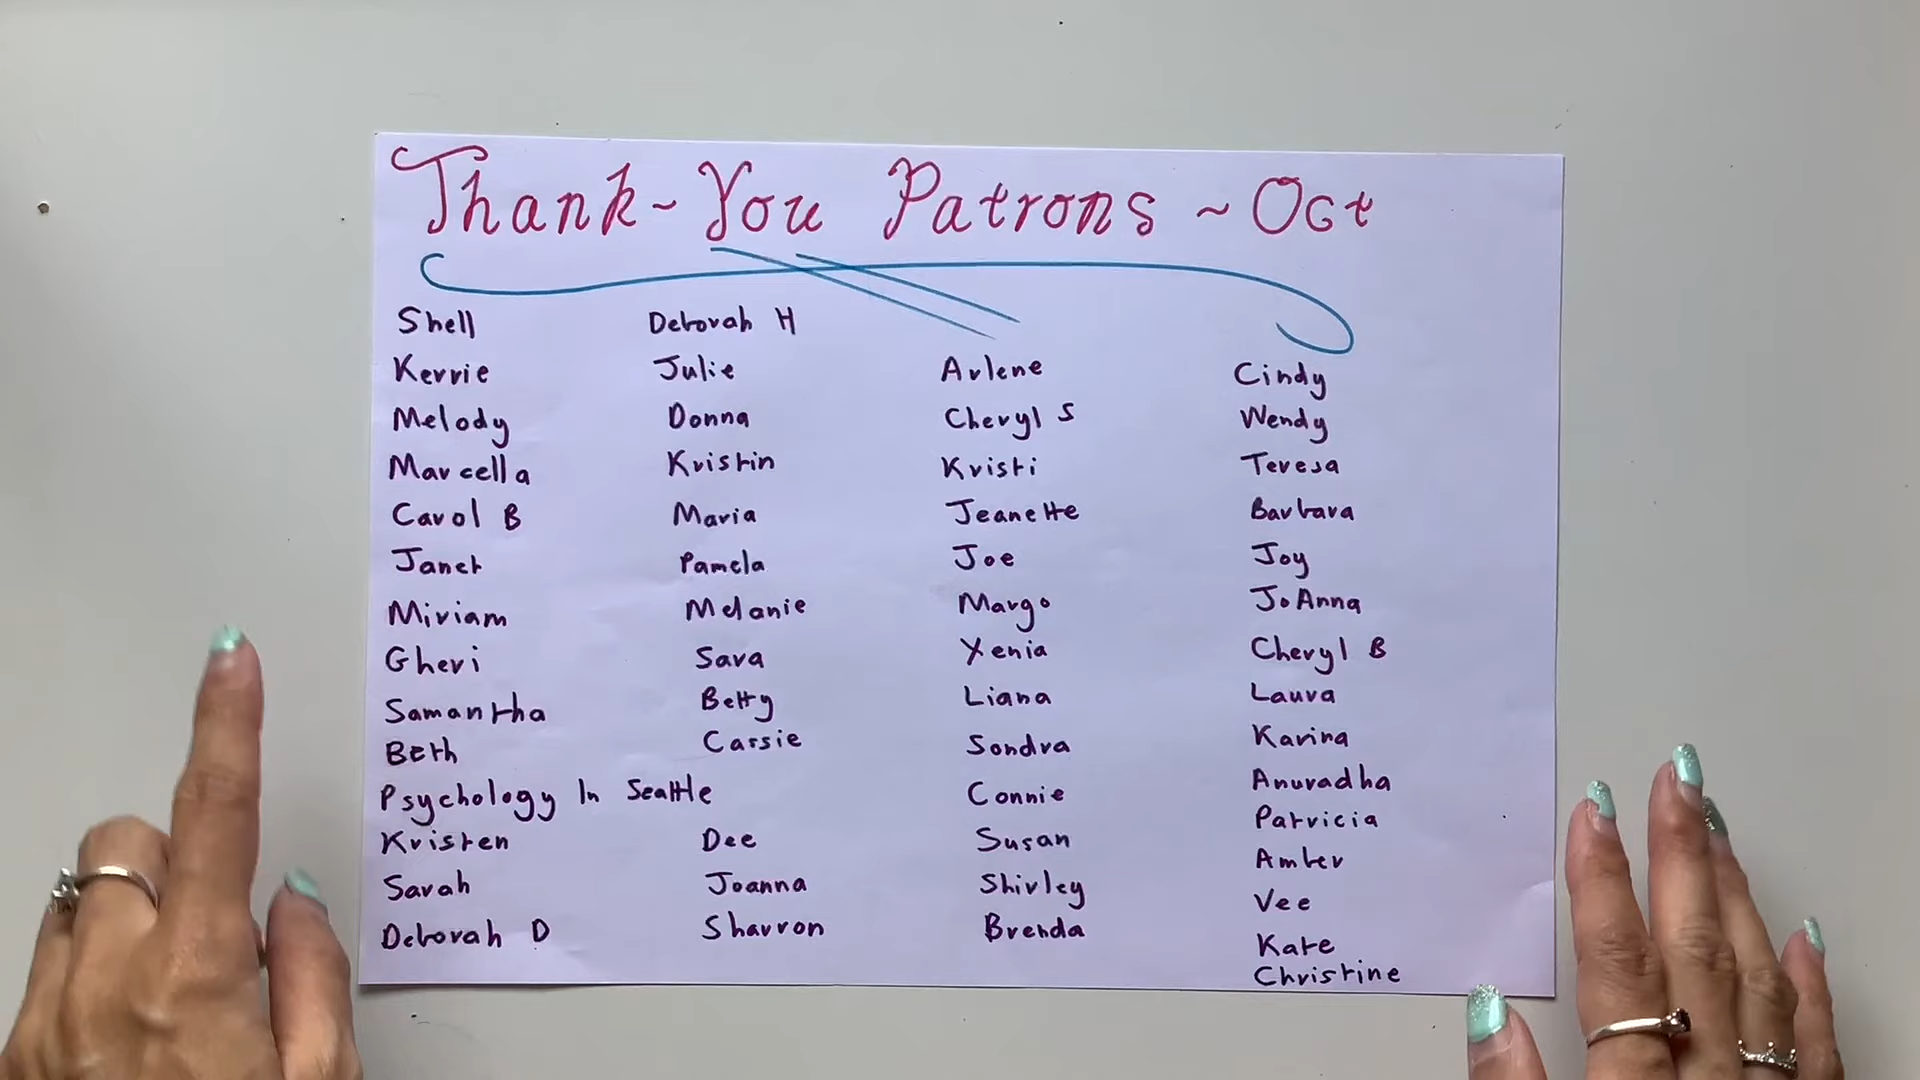 Thank-You Patrons ~ Oct
Shell
Kerrie
Melody
Marcella
Carol B
Janet
Miriam
Gheri
Samantha
Beth
Psychology In Seattle
Kristen
Sarah
Deborah D
Deborah H
Julie
Donna
Kristin
Maria
Pamela
Melanie
Sara
Betty
Cassie
Dee
Joanna
Sharron
Arlene
Cheryl S
Kristi
Jeanette
Joe
Margo
Xenia
Liana
Sondra
Connie
Susan
Shirley
Brenda
Cindy
Wendy
Teresa
Barbara
Joy
JoAnna
Cheryl B
Laura
Karina
Anuradha
Patricia
Amber
Vee
Kate
Christine